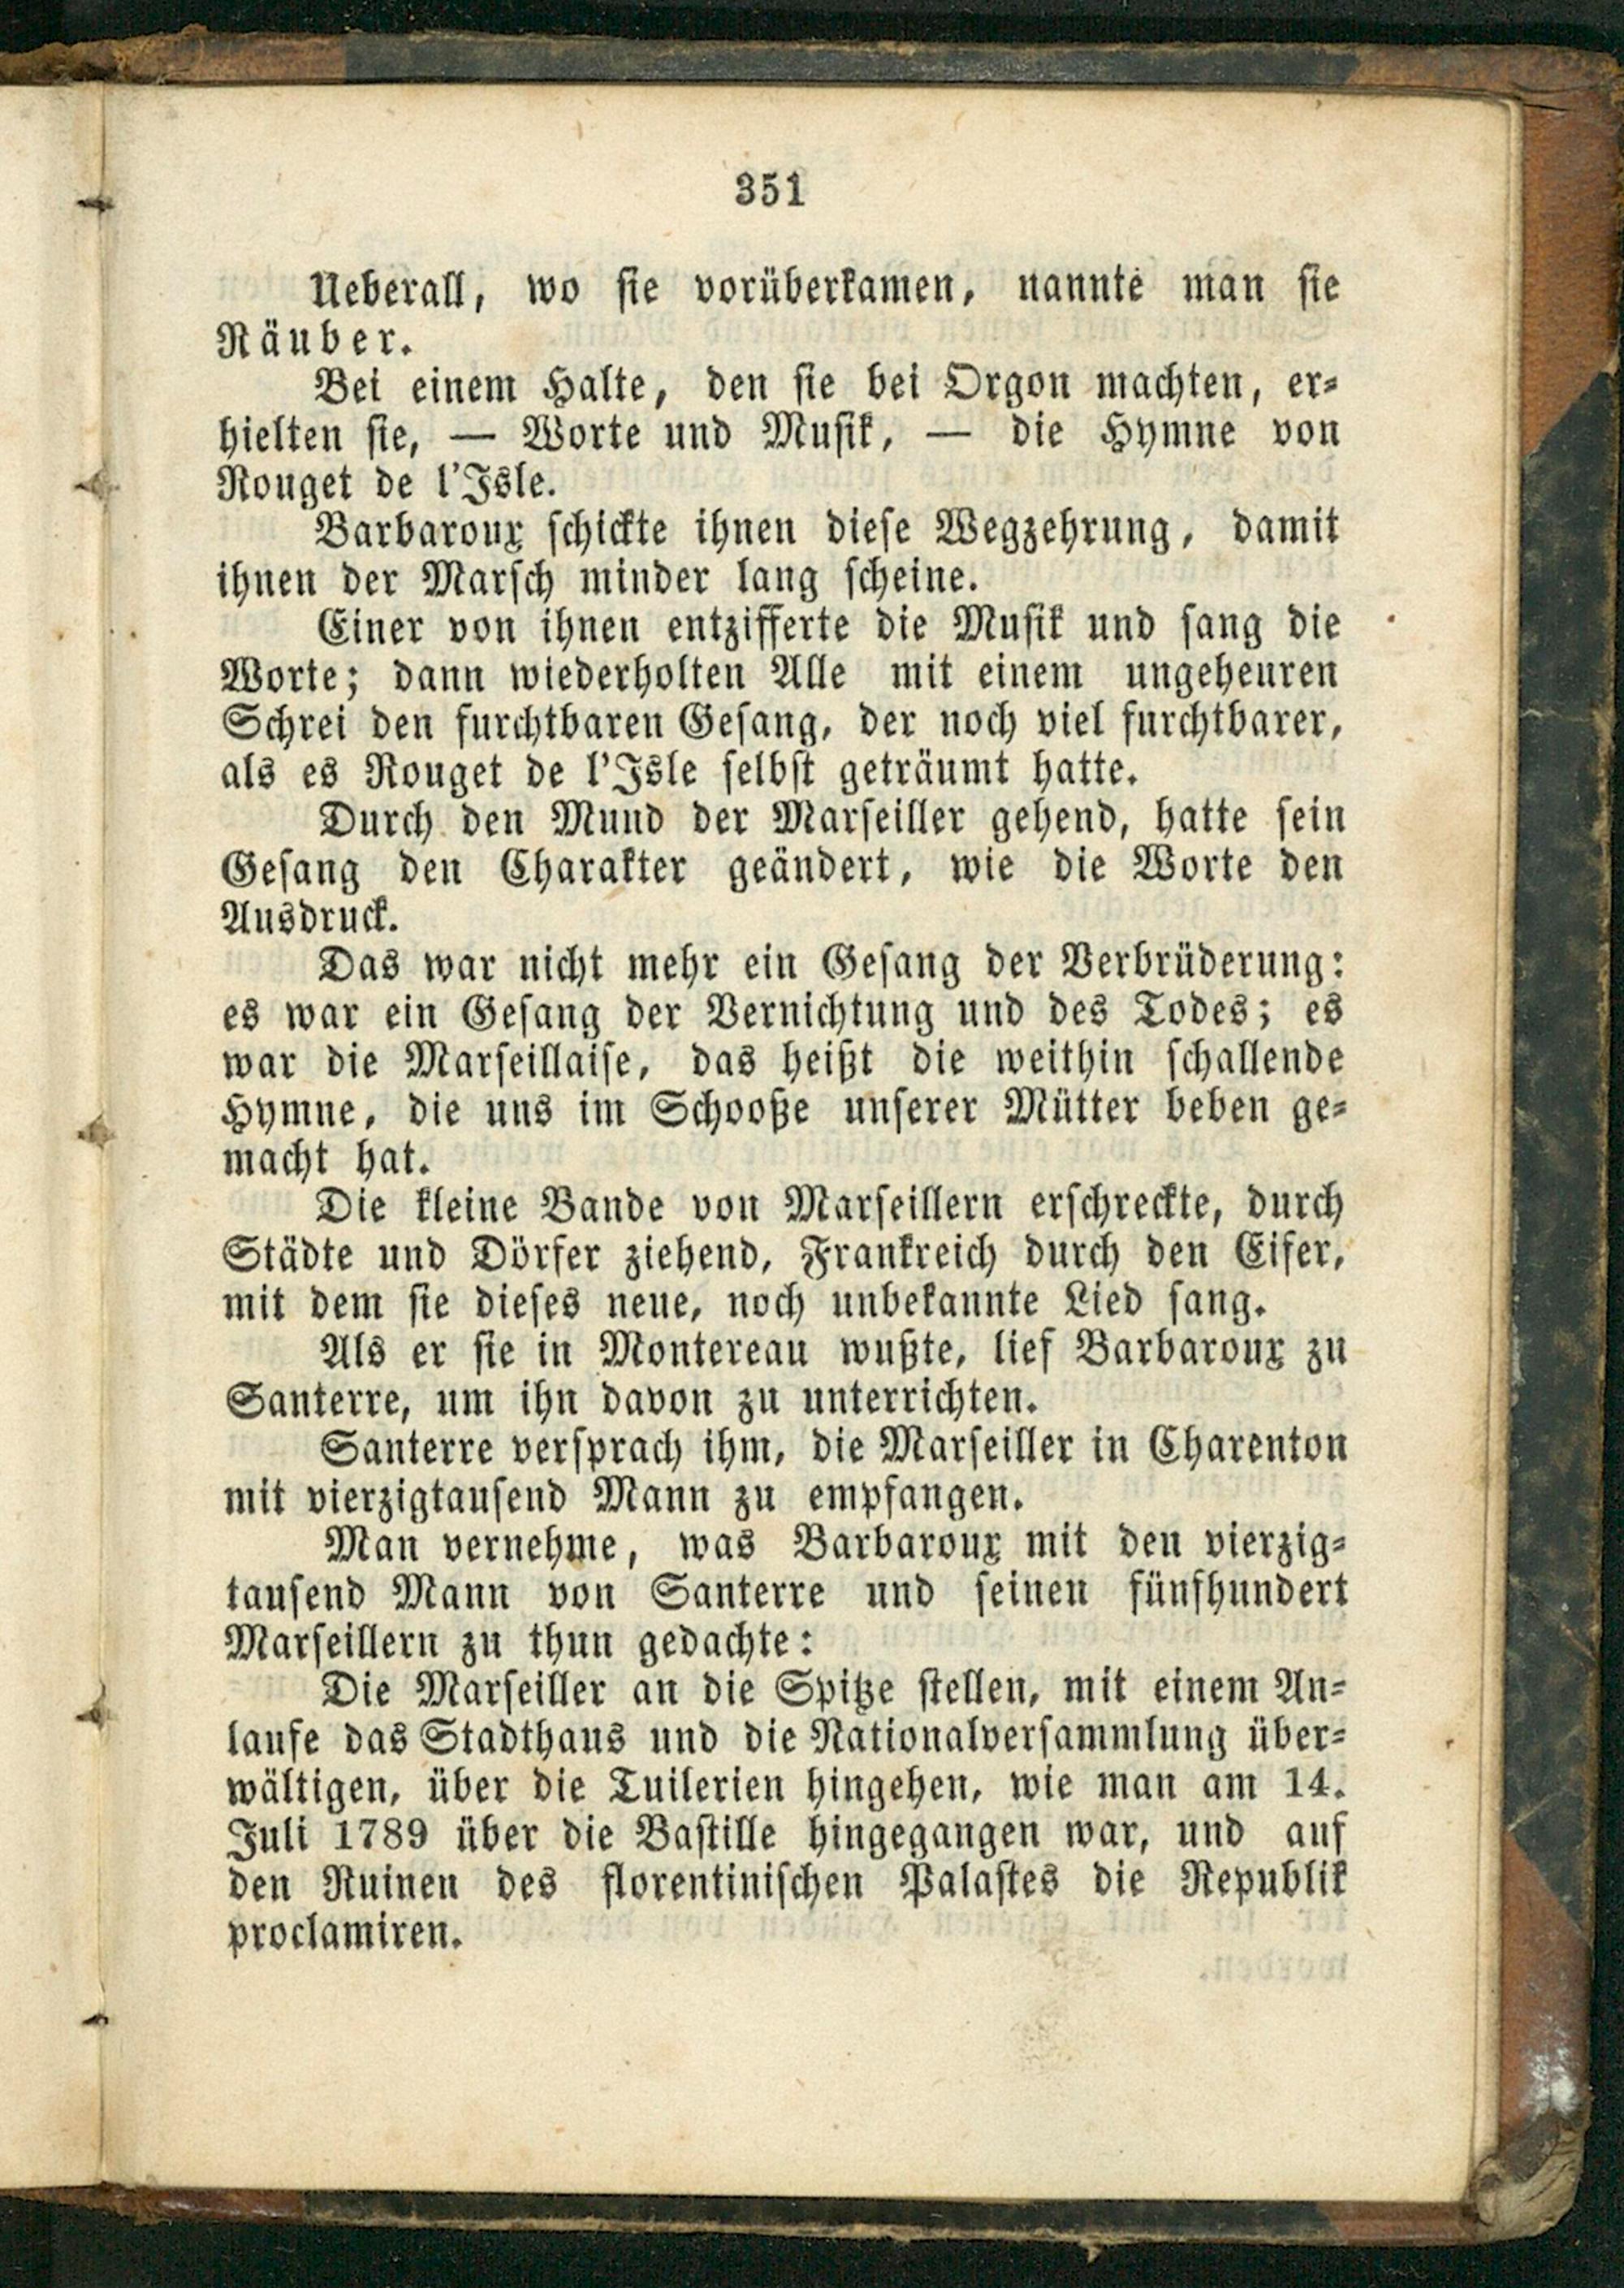 351
Ueberall, wo sie vorüberkamen, nannte man sie
Räuber.
Bei einem Halte, den sie bei Orgon machten, er=
hielten sie, — Worte und Musik, — die Hymne von
Rouget de l'Isle.
Barbaroux schickte ihnen diese Wegzehrung, damit
ihnen der Marsch minder lang scheine.
Einer von ihnen entzifferte die Musik und sang die
Worte; dann wiederholten Alle mit einem ungeheuren
Schrei den furchtbaren Gesang, der noch viel furchtbarer,
als es Rouget de l'Isle selbst geträumt hatte.
Durch den Mund der Marseiller gehend, hatte sein
Gesang den Charakter geändert, wie die Worte den
Ausdruck.
Das war nicht mehr ein Gesang der Verbrüderung:
es war ein Gesang der Vernichtung und des Todes; es
war die Marseillaise, das heißt die weithin schallende
Hymne, die uns im Schooße unserer Mütter beben ge=
macht hat.
Die kleine Bande von Marseillern erschreckte, durch
Städte und Dörfer ziehend, Frankreich durch den Eifer,
mit dem sie dieses neue, noch unbekannte Lied sang.
Als er sie in Montereau wußte, lief Barbaroux zu
Santerre, um ihn davon zu unterrichten.
Santerre versprach ihm, die Marseiller in Charenton
mit vierzigtausend Mann zu empfangen.
Man vernehme, was Barbaroux mit den vierzig=
tausend Mann von Santerre und seinen fünfhundert
Marseillern zu thun gedachte:
Die Marseiller an die Spitze stellen, mit einem An=
laufe das Stadthaus und die Nationalversammlung über=
wältigen, über die Tuilerien hingehen, wie man am 14.
Juli 1789 über die Bastille hingegangen war, und auf
den Ruinen des florentinischen Palastes die Republik
proclamiren.